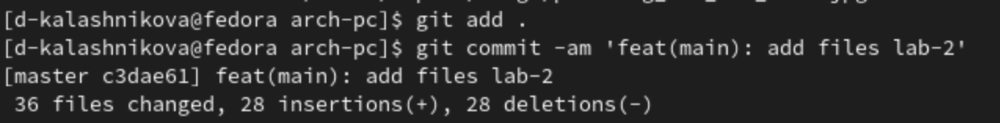 [d-kalashnikova@fedora arch-pc]$ git add .
[d-kalashnikova@fedora arch-pc]$ git commit -am 'feat(main): add files lab-2'
[master c3dae61] feat(main): add files lab-2
 36 files changed, 28 insertions(+), 28 deletions(-)